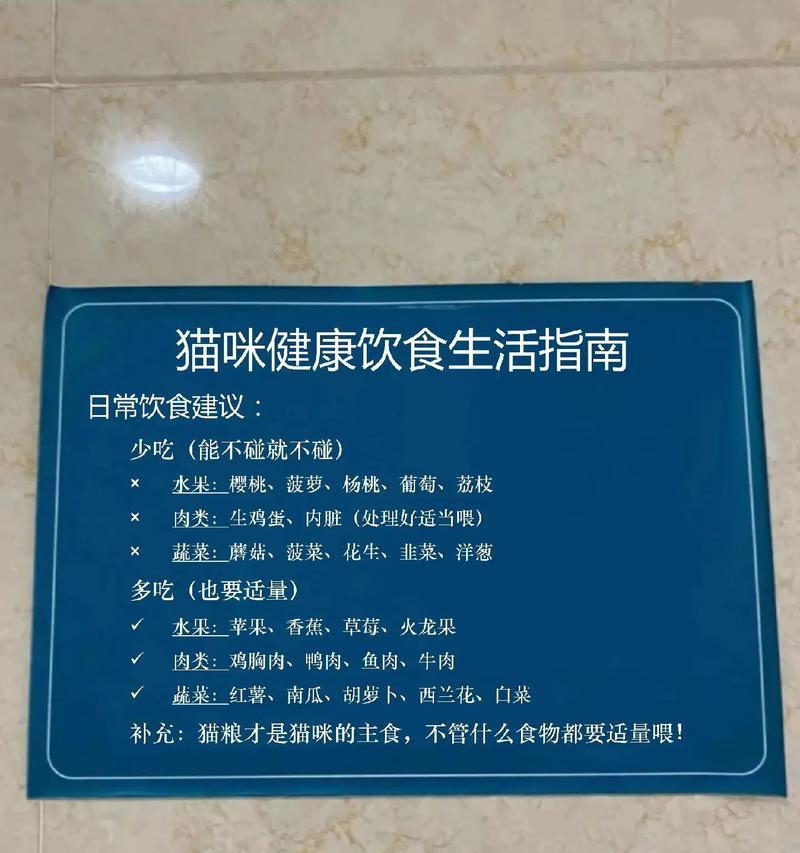 猫咪健康饮食生活指南
日常饮食建议：
少吃（能不碰就不碰）
× 水果：樱桃、菠萝、杨桃、葡萄、荔枝
× 肉类：生鸡蛋、内脏（处理好适当喂）
× 蔬菜：蘑菇、菠菜、花生、韭菜、洋葱
多吃（也要适量）
✓ 水果：苹果、香蕉、草莓、火龙果
✓ 肉类：鸡胸肉、鸭肉、鱼肉、牛肉
✓ 蔬菜：红薯、南瓜、胡萝卜、西兰花、白菜
补充：猫粮才是猫咪的主食，不管什么食物都要适量喂！